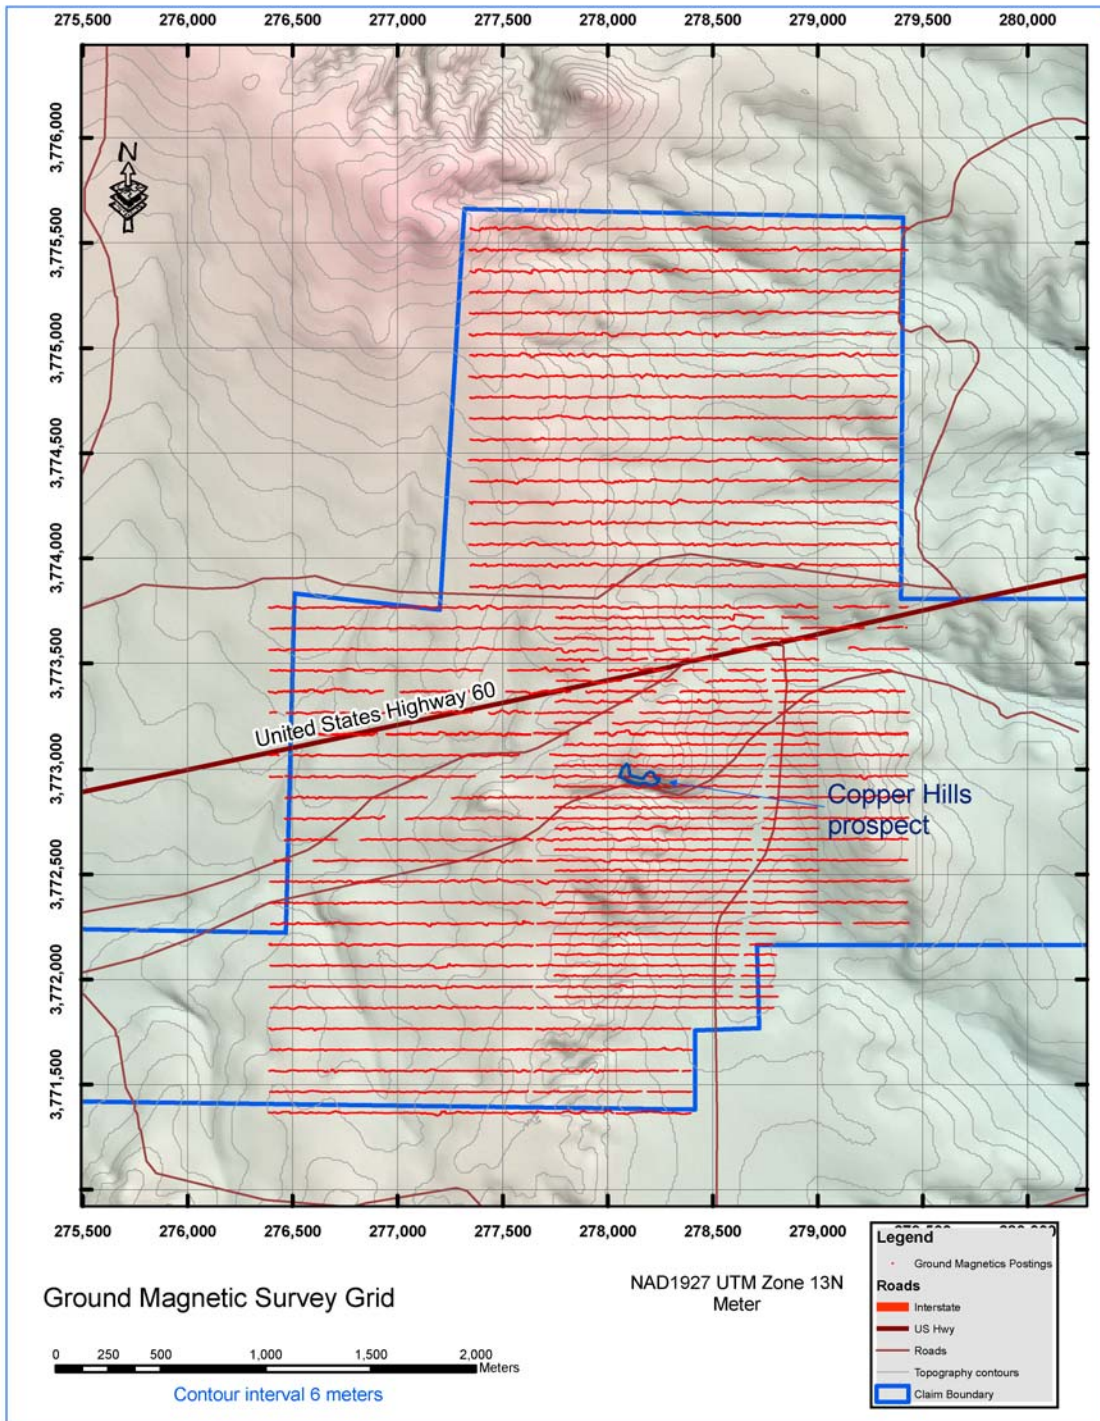 275,500 276,000 276,500 277,000 277,500 278,000 278,500 279,000 279,500 280,000
N
3,776,000
3,775,500
3,775,000
3,774,500
3,774,000
3,773,500
3,773,000
3,772,500
3,772,000
3,771,500
United States Highway 60
Copper Hills
prospect
275,500 276,000 276,500 277,000 277,500 278,000 278,500 279,000 279,500 280,000
Ground Magnetic Survey Grid
0 250 500 1,000 1,500 2,000
Meters
Contour interval 6 meters
NAD1927 UTM Zone 13N
Meter
Legend
Ground Magnetics Postings
Roads
Interstate
US Hwy
Roads
Topography contours
Claim Boundary